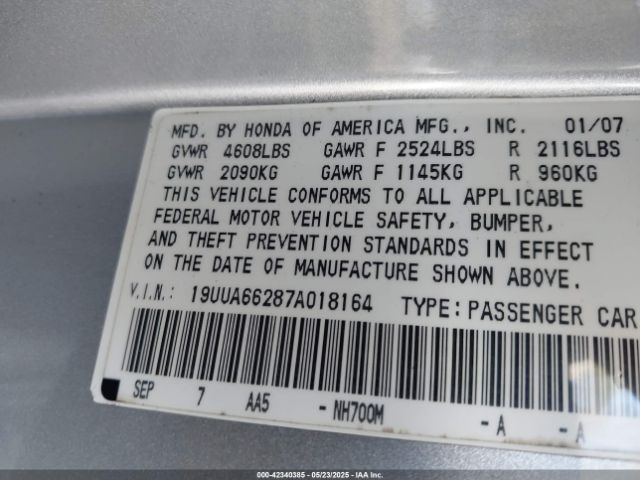 MFD. BY HONDA OF AMERICA MFG., INC. 01/07
GVWR 4608LBS GAWR F 2524LBS R 2116LBS
GVWR 2090KG GAWR F 1145KG R 960KG
THIS VEHICLE CONFORMS TO ALL APPLICABLE
FEDERAL MOTOR VEHICLE SAFETY, BUMPER,
AND THEFT PREVENTION STANDARDS IN EFFECT
ON THE DATE OF MANUFACTURE SHOWN ABOVE.
V.I.N.: 19UUA66287A018164 TYPE: PASSENGER CAR
SEP 7 AA5 - NH700M - A - A
000-42340385 - 05/23/2025 - IAA Inc.